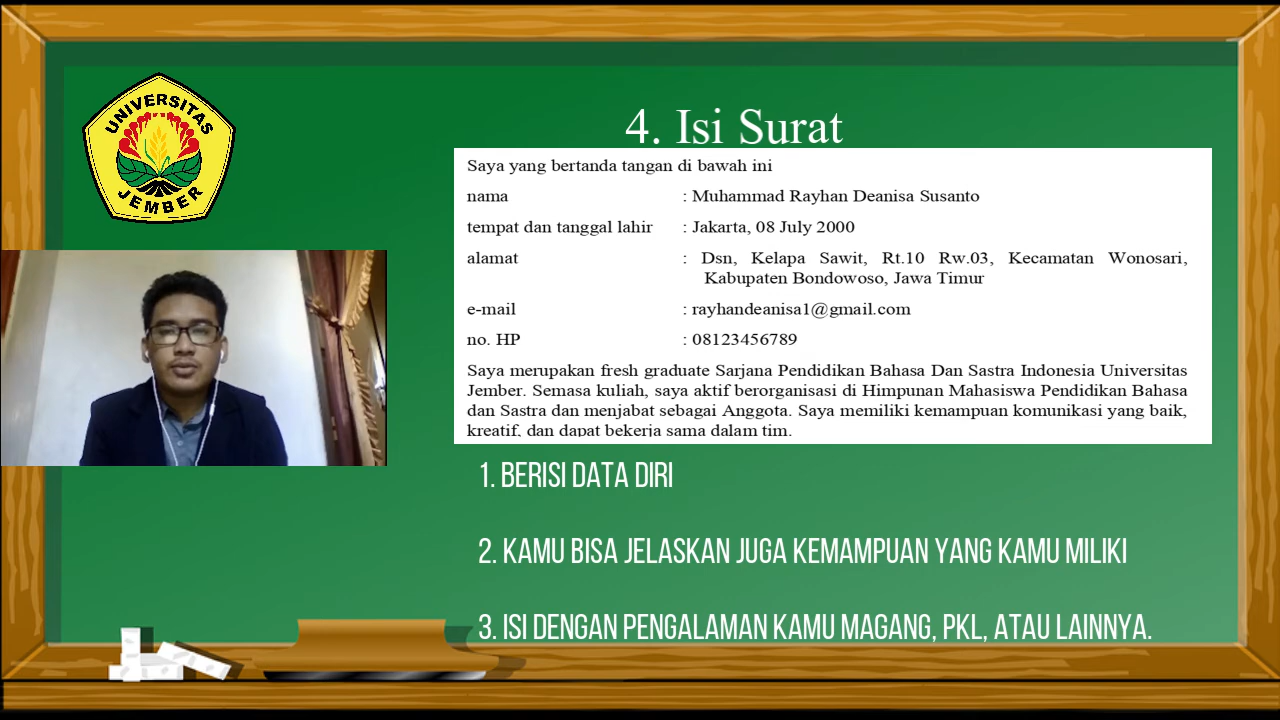 UNIVERSITAS
JEMBER
4. Isi Surat
Saya yang bertanda tangan di bawah ini
nama : Muhammad Rayhan Deanisa Susanto
tempat dan tanggal lahir : Jakarta, 08 July 2000
alamat : Dsn, Kelapa Sawit, Rt.10 Rw.03, Kecamatan Wonosari,
Kabupaten Bondowoso, Jawa Timur
e-mail : rayhandeanisa1@gmail.com
no. HP : 08123456789
Saya merupakan fresh graduate Sarjana Pendidikan Bahasa Dan Sastra Indonesia Universitas
Jember. Semasa kuliah, saya aktif berorganisasi di Himpunan Mahasiswa Pendidikan Bahasa
dan Sastra dan menjabat sebagai Anggota. Saya memiliki kemampuan komunikasi yang baik,
kreatif, dan dapat bekerja sama dalam tim.
1. BERISI DATA DIRI
2. KAMU BISA JELASKAN JUGA KEMAMPUAN YANG KAMU MILIKI
3. ISI DENGAN PENGALAMAN KAMU MAGANG, PKL, ATAU LAINNYA.